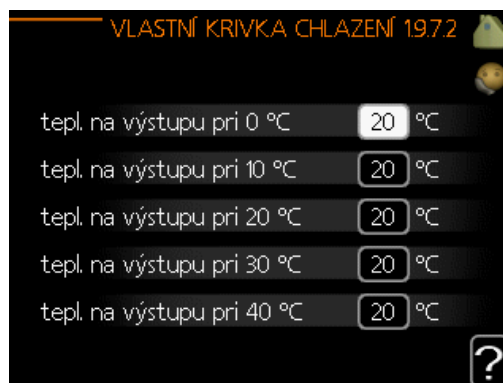 VLASTNÍ KRIVKA CHLAZENÍ 1.9.7.2
tepl. na výstupu pri 0 °C 20 °C
tepl. na výstupu pri 10 °C 20 °C
tepl. na výstupu pri 20 °C 20 °C
tepl. na výstupu pri 30 °C 20 °C
tepl. na výstupu pri 40 °C 20 °C
?